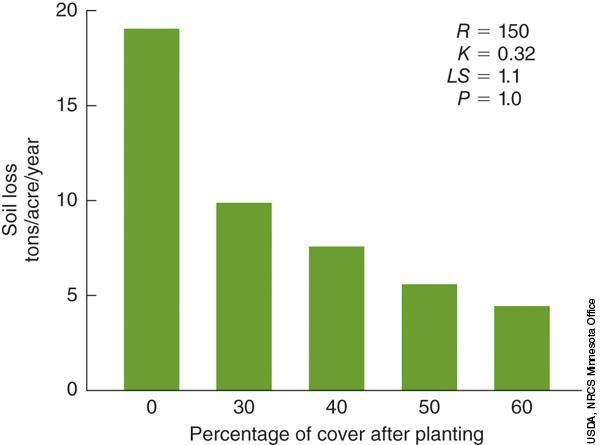 Soil loss
tons/acre/year
20
15
10
5
0
R = 150
K = 0.32
LS = 1.1
P = 1.0
0 30 40 50 60
Percentage of cover after planting
USDA, NRCS Minnesota Office